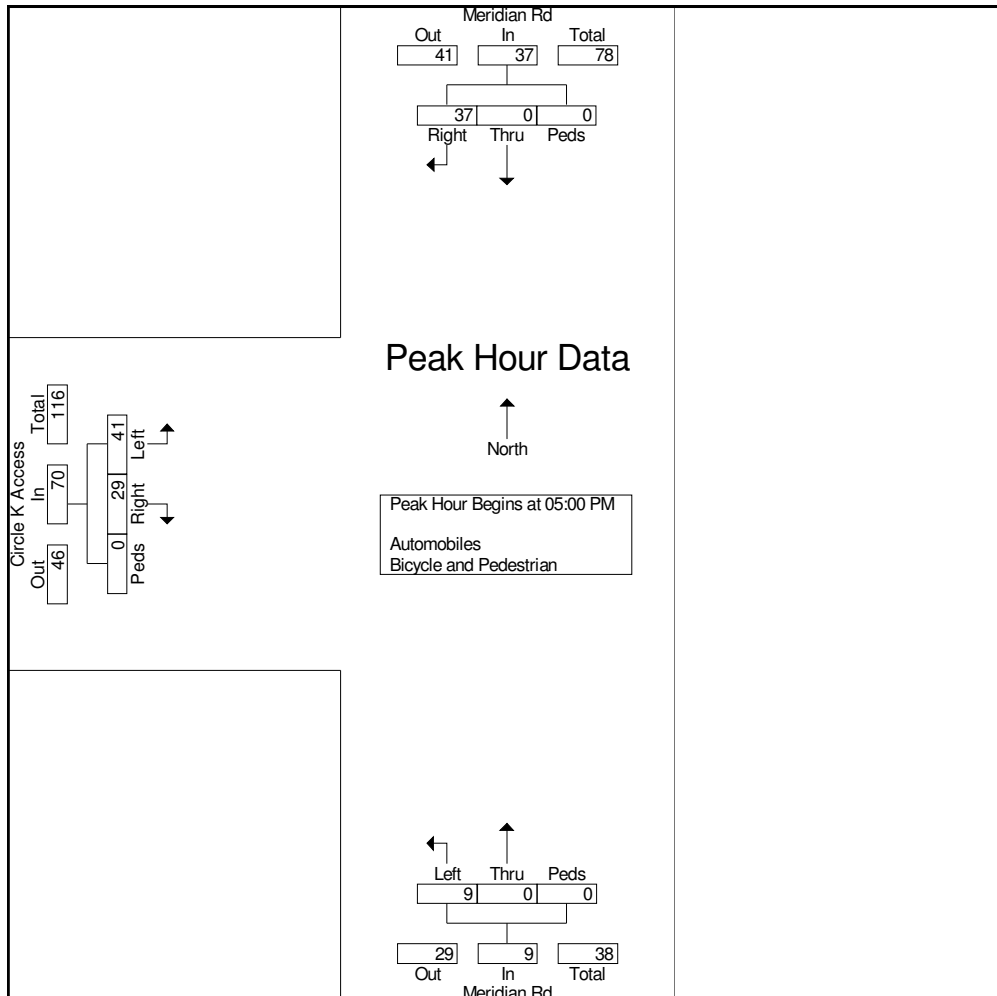 Meridian Rd
Out In Total
41 37 78
37 0 0
Right Thru Peds
Peak Hour Data
North
Peak Hour Begins at 05:00 PM
Automobiles
Bicycle and Pedestrian
Circle K Access
Out In Total
46 70 116
0 29 41
Peds Right Left
Left Thru Peds
9 0 0
29 9 38
Out In Total
Meridian Rd